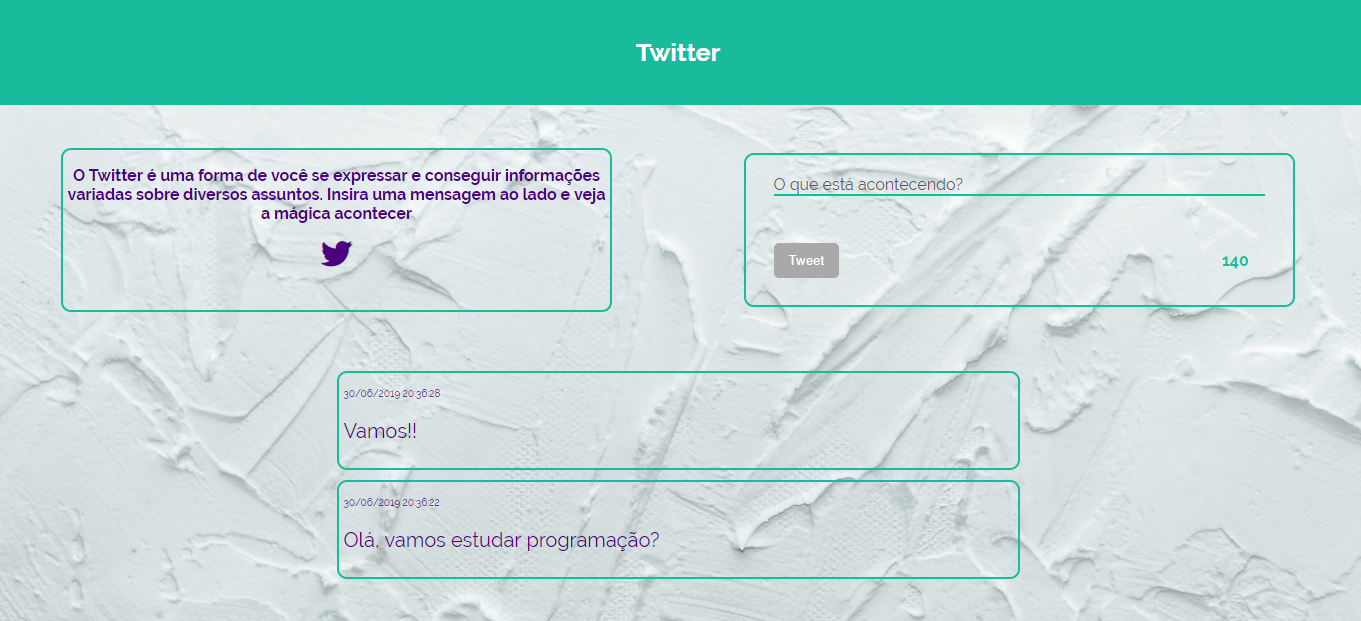 Twitter
O Twitter é uma forma de você se expressar e conseguir informações
variadas sobre diversos assuntos. Insira uma mensagem ao lado e veja
a mágica acontecer
O que está acontecendo?
Tweet
140
30/06/2019 20:36:28
Vamos!!
30/06/2019 20:36:22
Olá, vamos estudar programação?